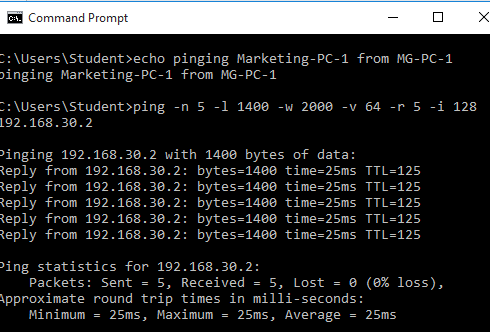 Command Prompt
C:\Users\Student>echo pinging Marketing-PC-1 from MG-PC-1
pinging Marketing-PC-1 from MG-PC-1
C:\Users\Student>ping -n 5 -l 1400 -w 2000 -v 64 -r 5 -i 128
192.168.30.2
Pinging 192.168.30.2 with 1400 bytes of data:
Reply from 192.168.30.2: bytes=1400 time=25ms TTL=125
Reply from 192.168.30.2: bytes=1400 time=25ms TTL=125
Reply from 192.168.30.2: bytes=1400 time=25ms TTL=125
Reply from 192.168.30.2: bytes=1400 time=25ms TTL=125
Reply from 192.168.30.2: bytes=1400 time=25ms TTL=125
Ping statistics for 192.168.30.2:
    Packets: Sent = 5, Received = 5, Lost = 0 (0% loss),
Approximate round trip times in milli-seconds:
    Minimum = 25ms, Maximum = 25ms, Average = 25ms